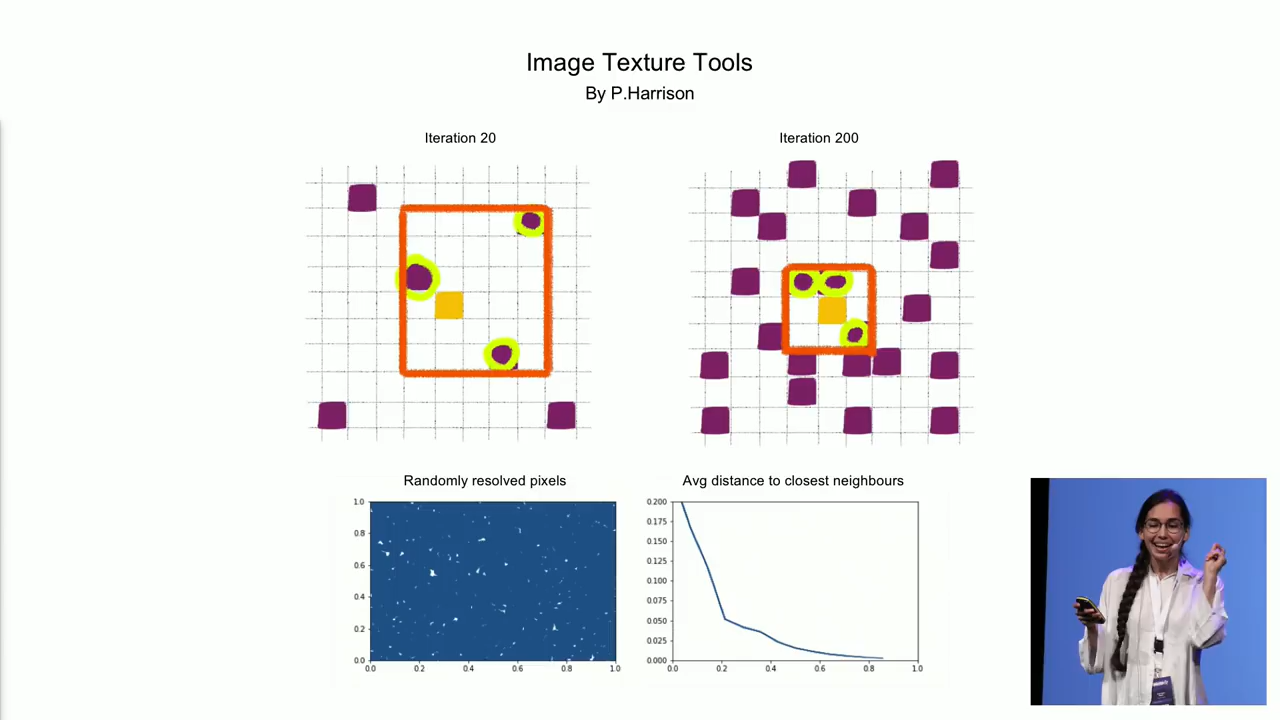 Image Texture Tools
By P.Harrison
Iteration 20
Iteration 200
Randomly resolved pixels
1.0
0.8
0.6
0.4
0.2
0.0
0.0 0.2 0.4 0.6 0.8 1.0
Avg distance to closest neighbours
0.200
0.175
0.150
0.125
0.100
0.075
0.050
0.025
0.000
0.0 0.2 0.4 0.6 0.8 1.0